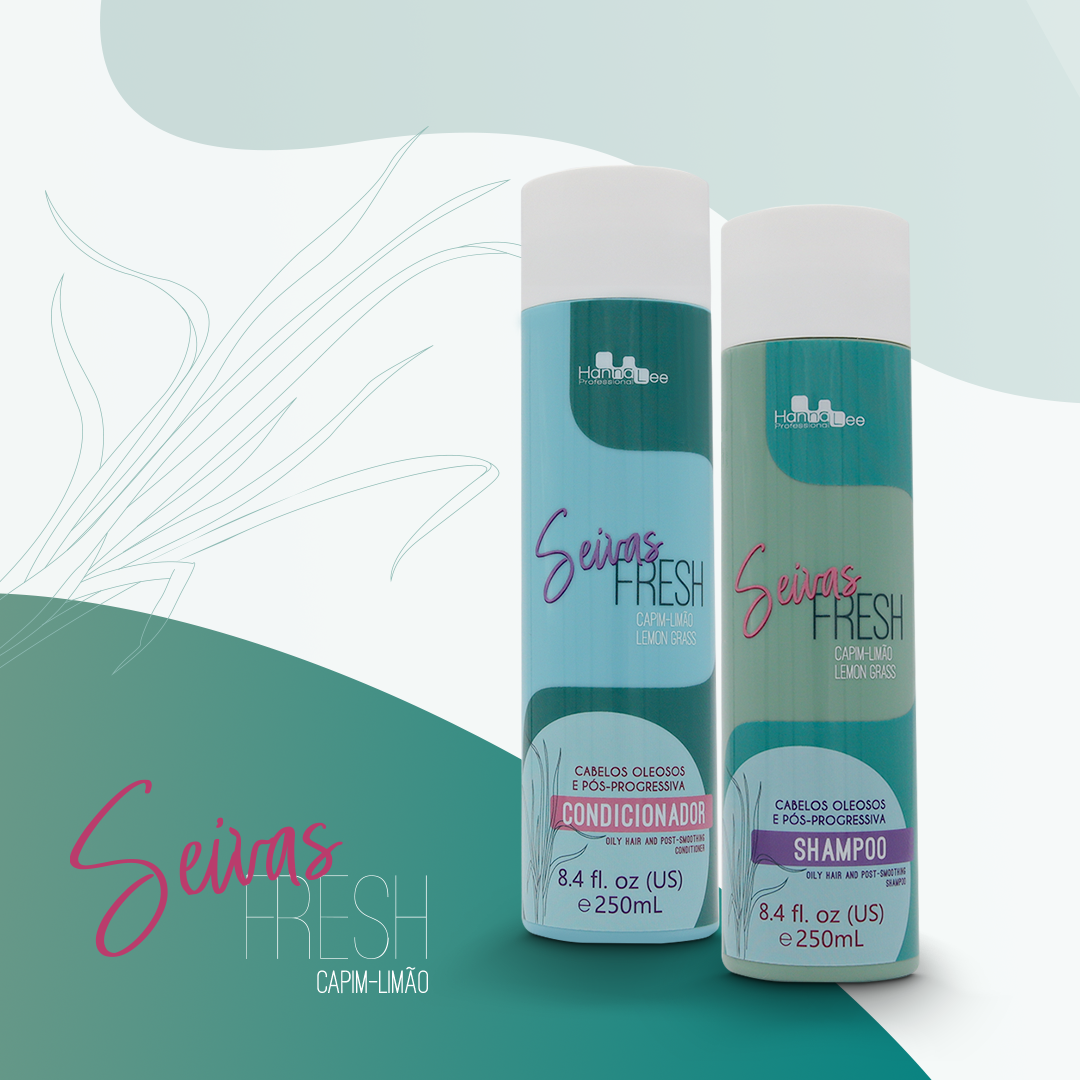 Hanna Lee
Professional
Seivas
FRESH
CAPIM-LIMÃO
LEMON GRASS
CABELOS OLEOSOS
E PÓS-PROGRESSIVA
CONDICIONADOR
OILY HAIR AND POST-SMOOTHING
CONDITIONER
8.4 fl. oz (US)
℮ 250mL
Hanna Lee
Professional
Seivas
FRESH
CAPIM-LIMÃO
LEMON GRASS
CABELOS OLEOSOS
E PÓS-PROGRESSIVA
SHAMPOO
OILY HAIR AND POST-SMOOTHING
SHAMPOO
8.4 fl. oz (US)
℮ 250mL
Seivas
FRESH
CAPIM-LIMÃO